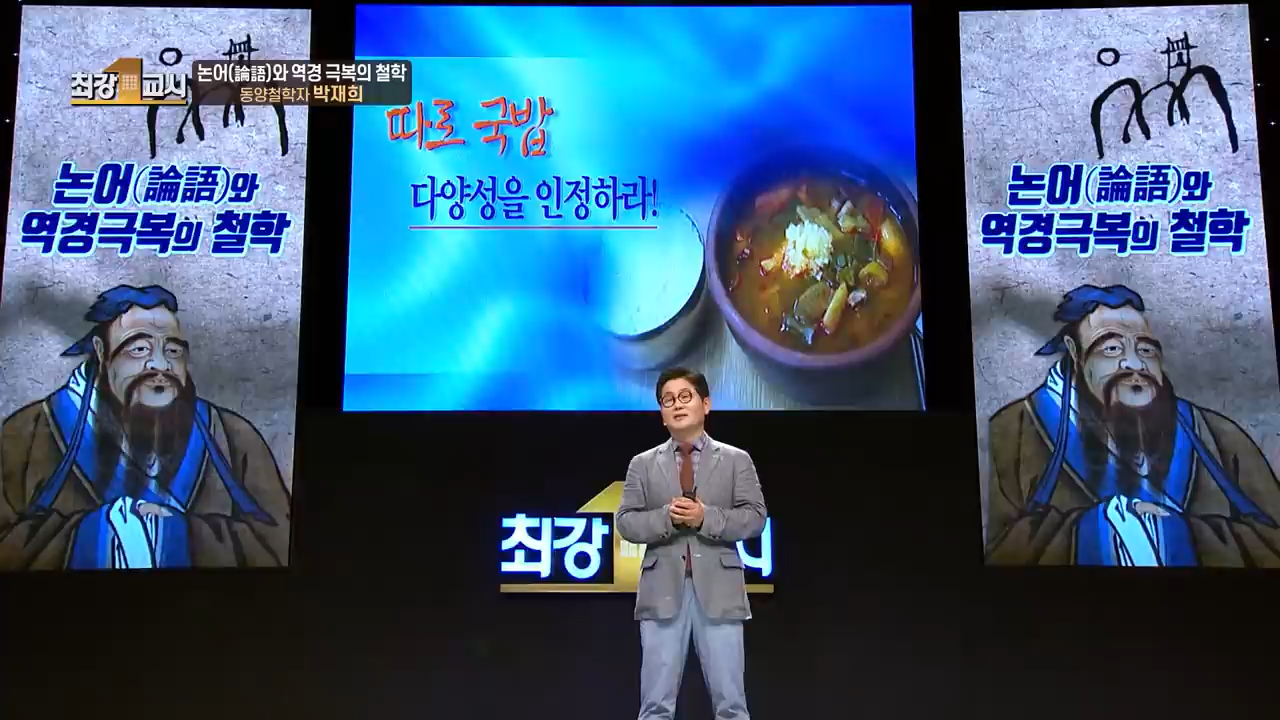 최강1교시
논어(論語)와 역경 극복의 철학
동양철학자 박재희
논어(論語)와
역경극복의 철학
따로 국밥
다양성을 인정하라!
논어(論語)와
역경극복의 철학
최강1
시